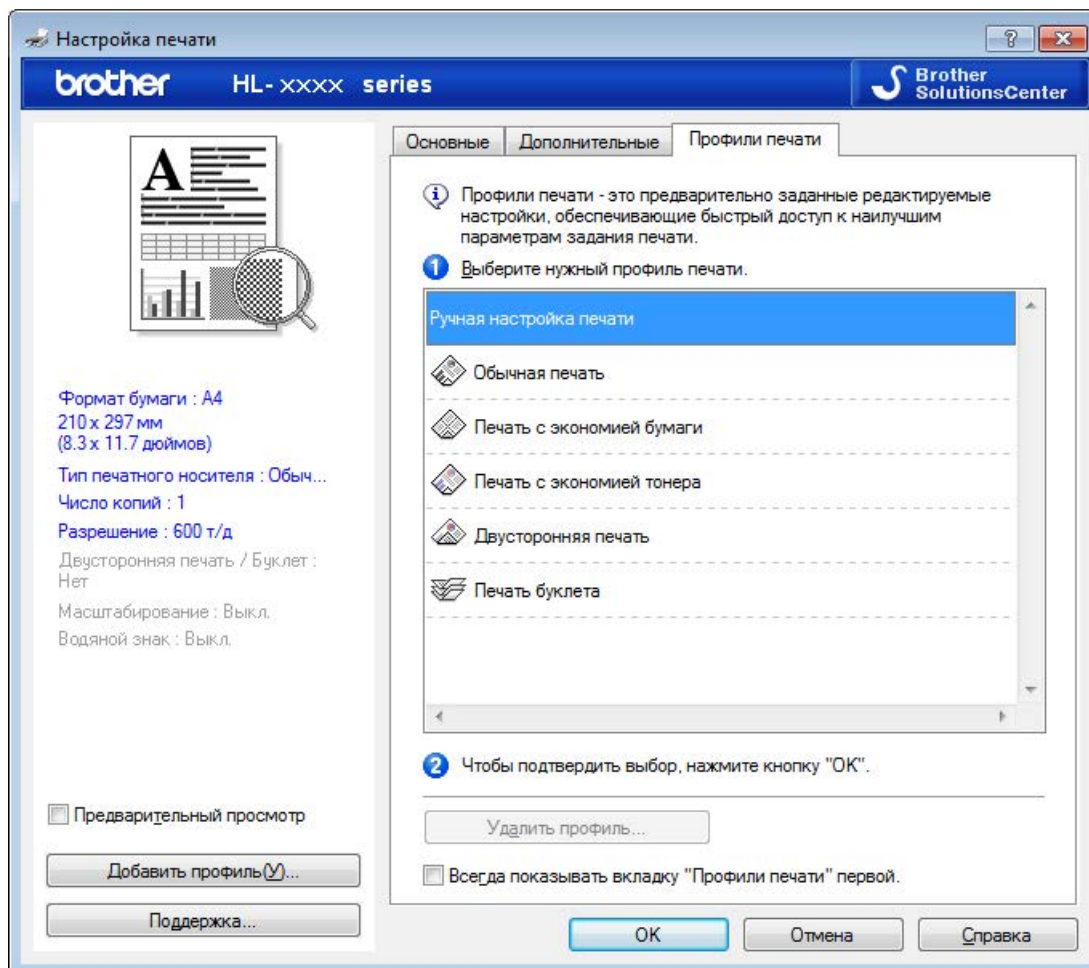 Настройка печати
brother HL- xxxx series
Brother
SolutionsCenter
A
Формат бумаги : A4
210 x 297 мм
(8.3 x 11.7 дюймов)
Тип печатного носителя : Обыч...
Число копий : 1
Разрешение : 600 т/д
Двусторонняя печать / Буклет :
Нет
Масштабирование : Выкл.
Водяной знак : Выкл.
Предварительный просмотр
Добавить профиль(У)...
Поддержка...
Основные Дополнительные Профили печати
Профили печати - это предварительно заданные редактируемые
настройки, обеспечивающие быстрый доступ к наилучшим
параметрам задания печати.
1 Выберите нужный профиль печати.
Ручная настройка печати
Обычная печать
Печать с экономией бумаги
Печать с экономией тонера
Двусторонняя печать
Печать буклета
2 Чтобы подтвердить выбор, нажмите кнопку "OK".
Удалить профиль...
Всегда показывать вкладку "Профили печати" первой.
OK Отмена Справка